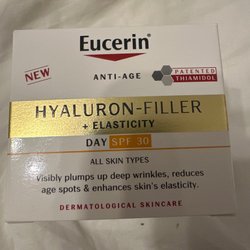 Eucerin®
NEW
ANTI-AGE
PATENTED
THIAMIDOL
HYALURON-FILLER
+ ELASTICITY
DAY SPF 30
ALL SKIN TYPES
Visibly plumps up deep wrinkles, reduces
age spots & enhances skin's elasticity.
DERMATOLOGICAL SKINCARE